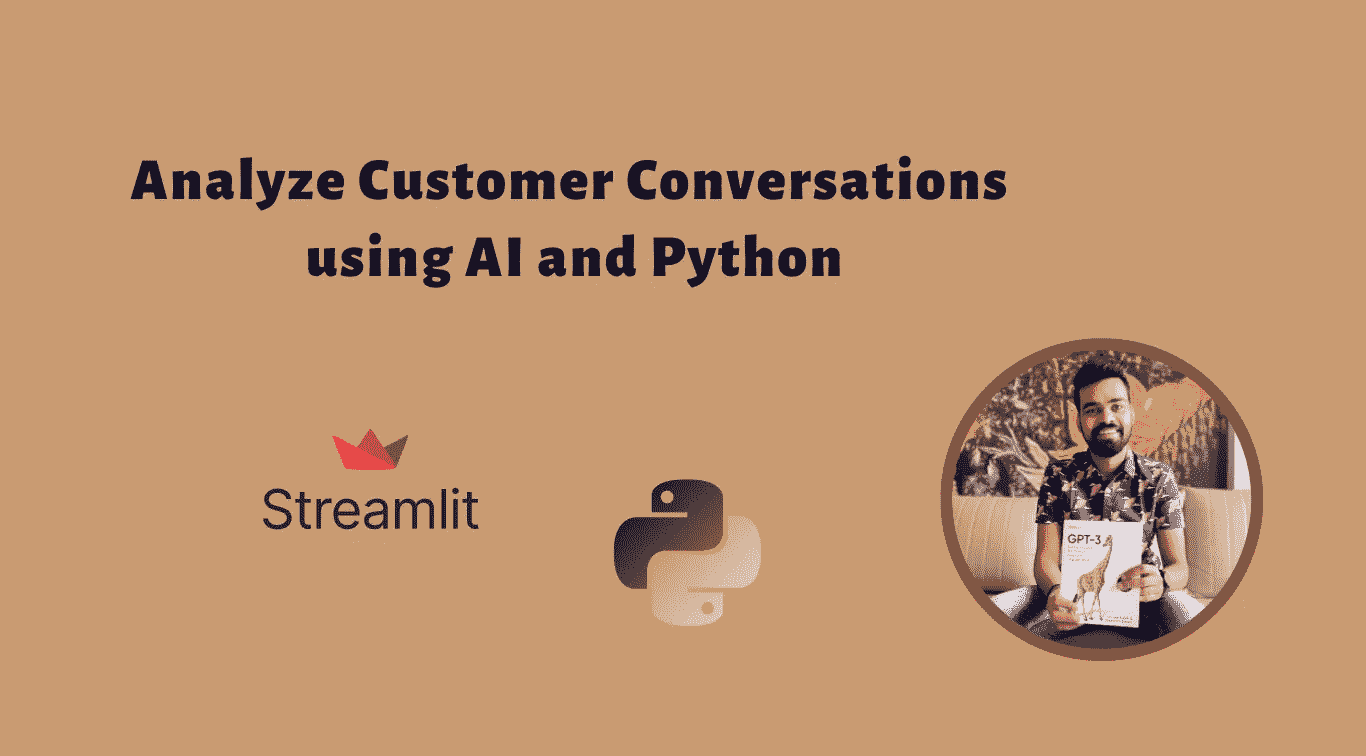 Analyze Customer Conversations
using AI and Python
Streamlit
GPT-3